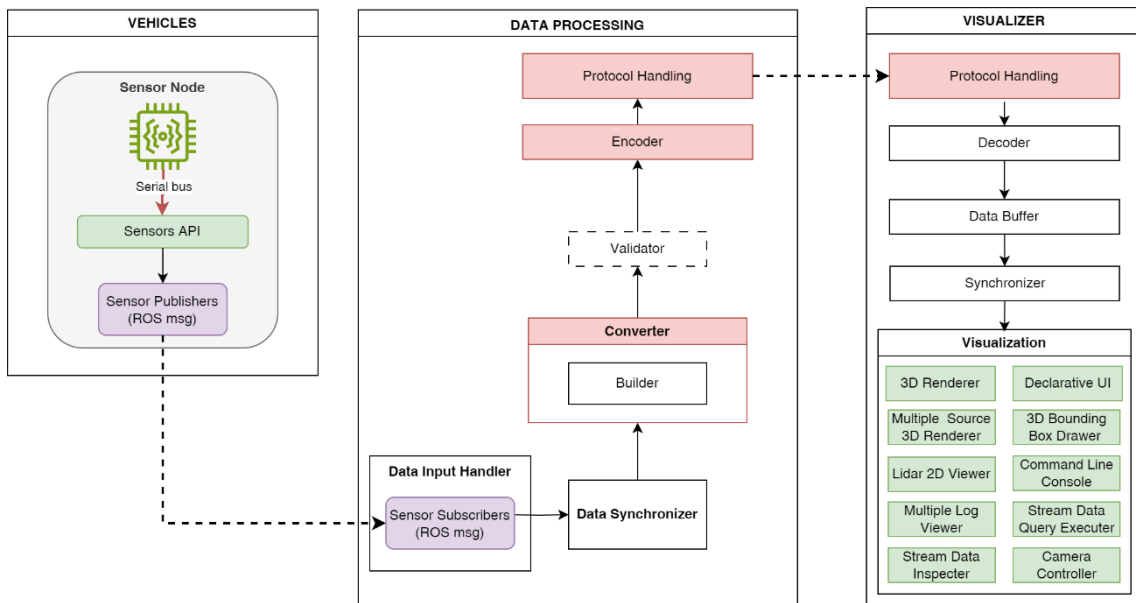 VEHICLES
Sensor Node
Serial bus
Sensors API
Sensor Publishers
(ROS msg)
DATA PROCESSING
Protocol Handling
Encoder
Validator
Converter
Builder
Data Input Handler
Sensor Subscribers
(ROS msg)
Data Synchronizer
VISUALIZER
Protocol Handling
Decoder
Data Buffer
Synchronizer
Visualization
3D Renderer
Declarative UI
Multiple Source
3D Renderer
3D Bounding
Box Drawer
Lidar 2D Viewer
Command Line
Console
Multiple Log
Viewer
Stream Data
Query Executer
Stream Data
Inspecter
Camera
Controller